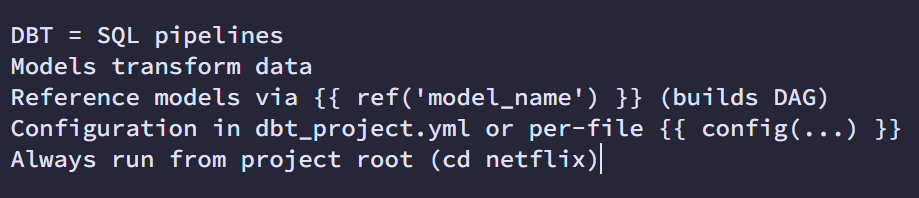 DBT = SQL pipelines
Models transform data
Reference models via {{ ref('model_name') }} (builds DAG)
Configuration in dbt_project.yml or per-file {{ config(...) }}
Always run from project root (cd netflix)